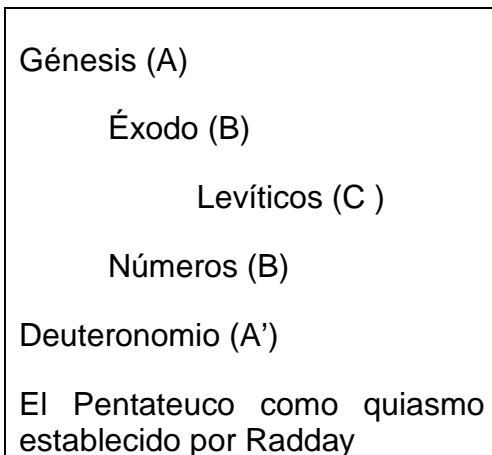 Génesis (A)
Éxodo (B)
Levíticos (C )
Números (B)
Deuteronomio (A’)
El Pentateuco como quiasmo
establecido por Radday